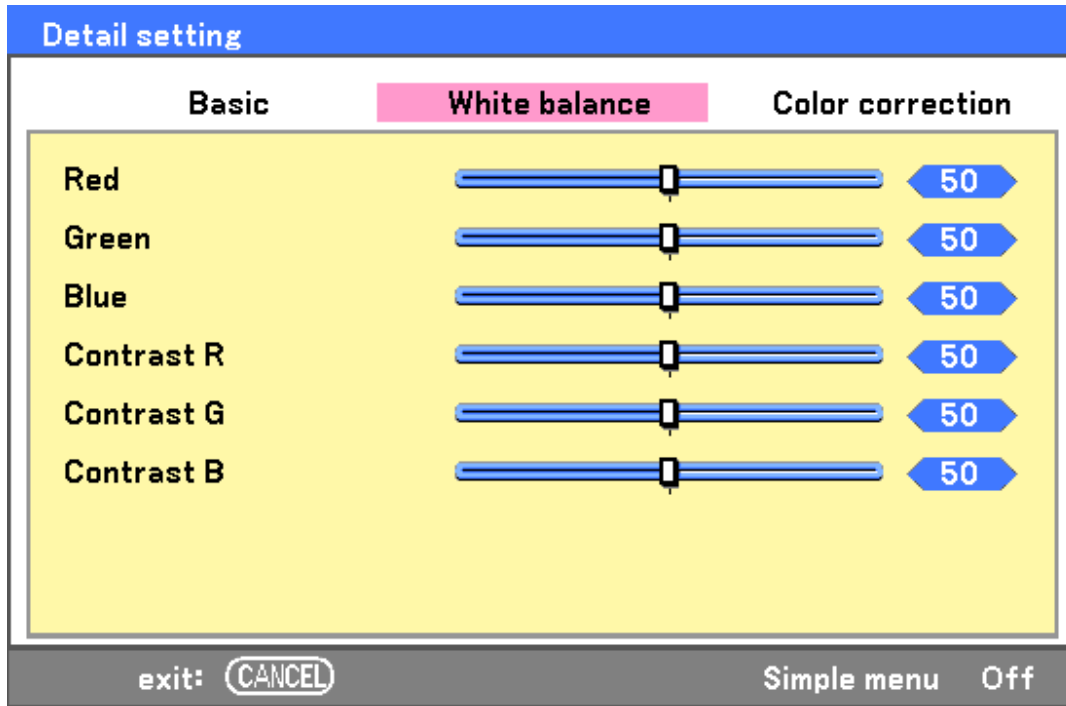 Detail setting
Basic White balance Color correction
Red 50
Green 50
Blue 50
Contrast R 50
Contrast G 50
Contrast B 50
exit: CANCEL Simple menu Off